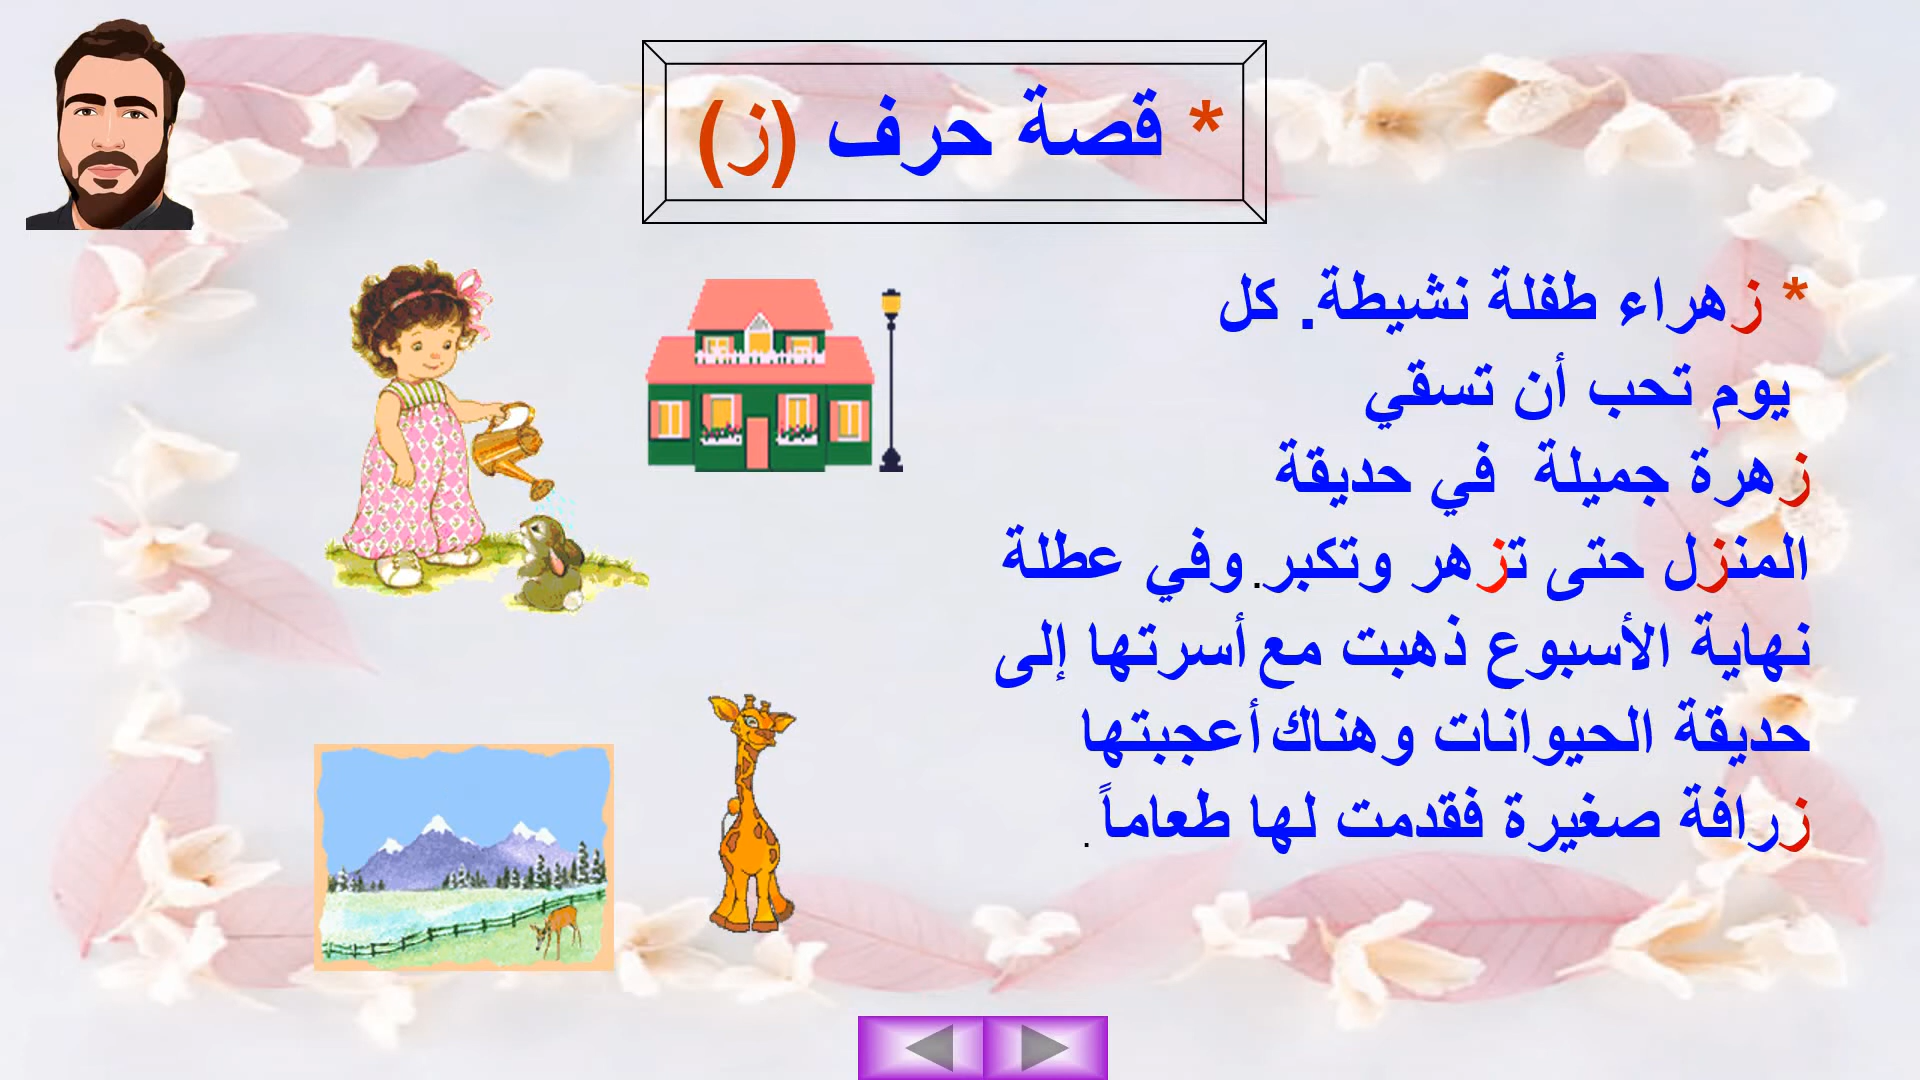 * قصة حرف (ز)
* زهراء طفلة نشيطة. كل
يوم تحب أن تسقي
زهرة جميلة في حديقة
المنزل حتى تزهر وتكبر. وفي عطلة
نهاية الأسبوع ذهبت مع أسرتها إلى
حديقة الحيوانات وهناك أعجبتها
زرافة صغيرة فقدمت لها طعاماً .